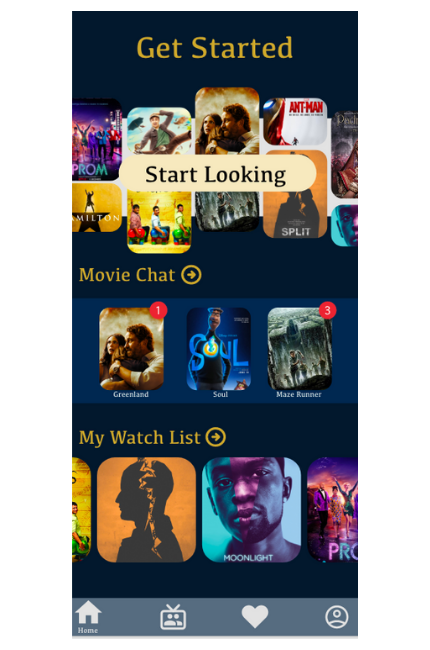 Get Started
ANT-MAN
PROM
Start Looking
HAMILTON
SPLIT
Movie Chat
1
3
SOUL
Greenland
Soul
Maze Runner
My Watch List
MOONLIGHT
PRO
Home